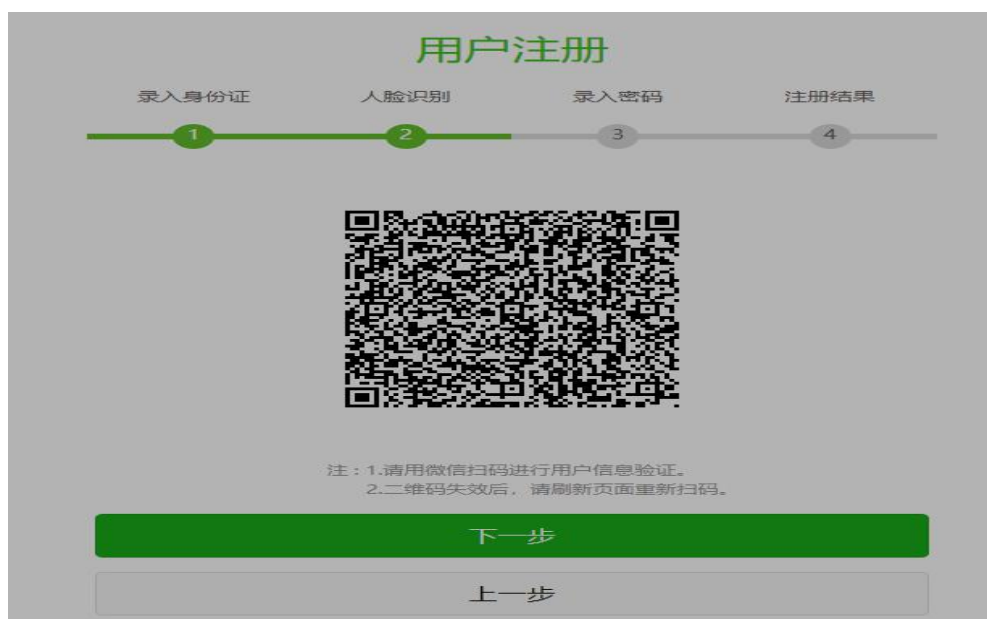 用户注册
录入身份证 人脸识别 录入密码 注册结果
1 2 3 4
注：1.请用微信扫码进行用户信息验证。
2.二维码失效后，请刷新页面重新扫码。
下一步
上一步